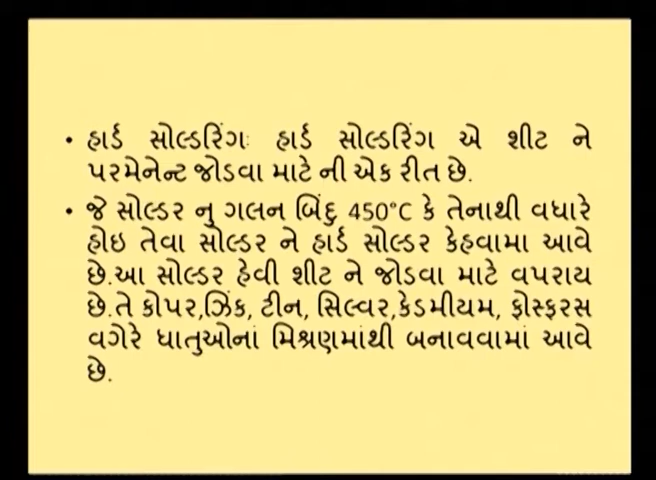 • હાર્ડ સોલ્ડરિંગઃ હાર્ડ સોલ્ડરિંગ એ શીટ ને
પરમેનેન્ટ જોડવા માટે ની એક રીત છે.
• જે સોલ્ડર નુ ગલન બિંદુ 450°C કે તેનાથી વધારે
હોઇ તેવા સોલ્ડર ને હાર્ડ સોલ્ડર કેહવામા આવે
છે.આ સોલ્ડર હેવી શીટ ને જોડવા માટે વપરાય
છે.તે કોપર,ઝિંક, ટીન, સિલ્વર,કેડમીયમ, ફોસ્ફરસ
વગેરે ધાતુઓનાં મિશ્રણમાંથી બનાવવામાં આવે
છે.